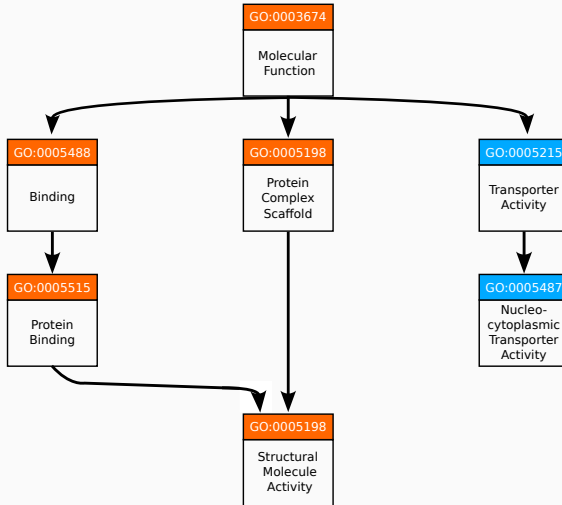 GO:0003674
Molecular
Function
GO:0005488
Binding
GO:0005198
Protein
Complex
Scaffold
GO:0005215
Transporter
Activity
GO:0005515
Protein
Binding
GO:0005487
Nucleo-
cytoplasmic
Transporter
Activity
GO:0005198
Structural
Molecule
Activity